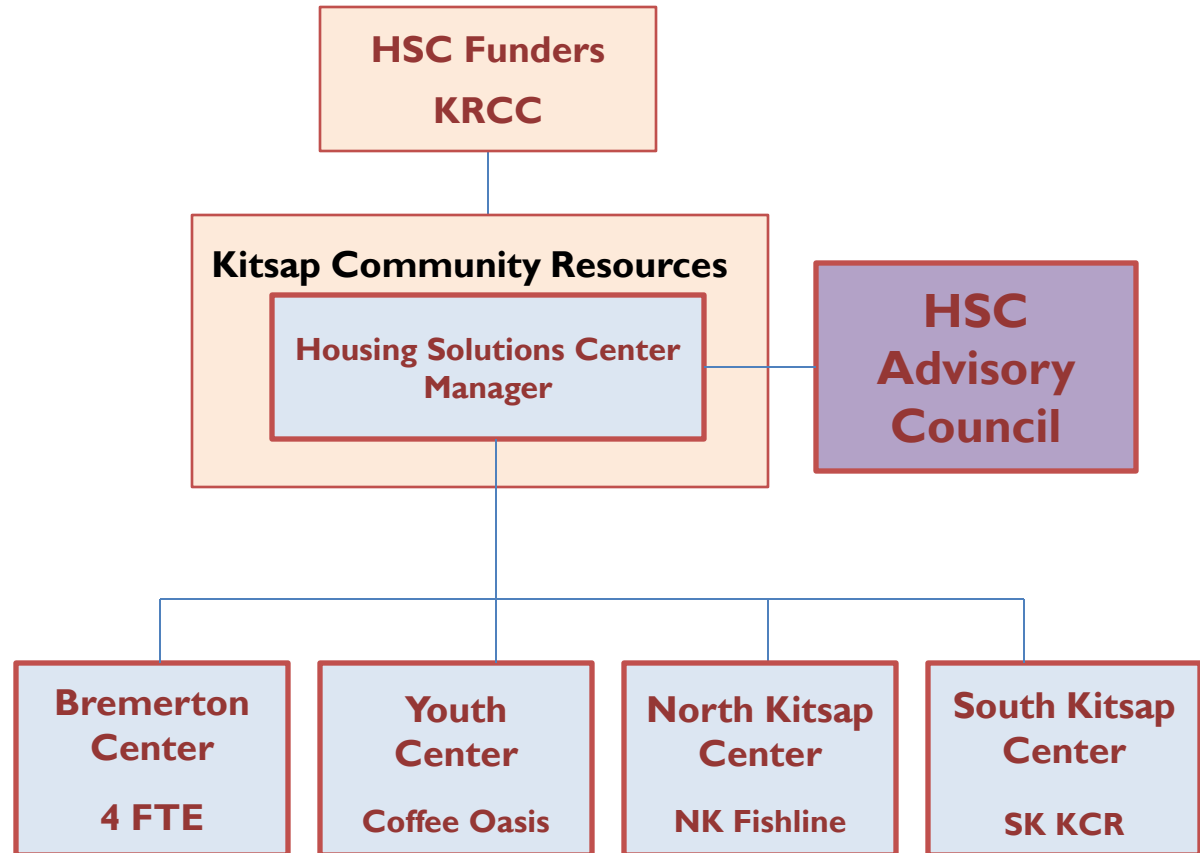 HSC Funders
KRCC
Kitsap Community Resources
Housing Solutions Center
Manager
HSC
Advisory
Council
Bremerton
Center
4 FTE
Youth
Center
Coffee Oasis
North Kitsap
Center
NK Fishline
South Kitsap
Center
SK KCR